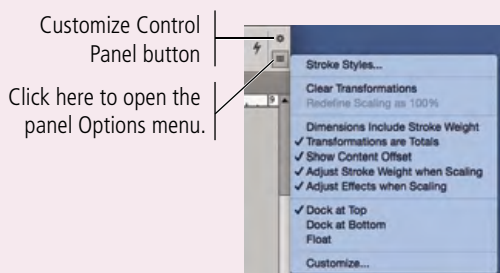 Customize Control
Panel button
Click here to open the
panel Options menu.
9
Stroke Styles...
Clear Transformations
Redefine Scaling as 100%
Dimensions Include Stroke Weight
✓ Transformations are Totals
✓ Show Content Offset
✓ Adjust Stroke Weight when Scaling
✓ Adjust Effects when Scaling
✓ Dock at Top
Dock at Bottom
Float
Customize...